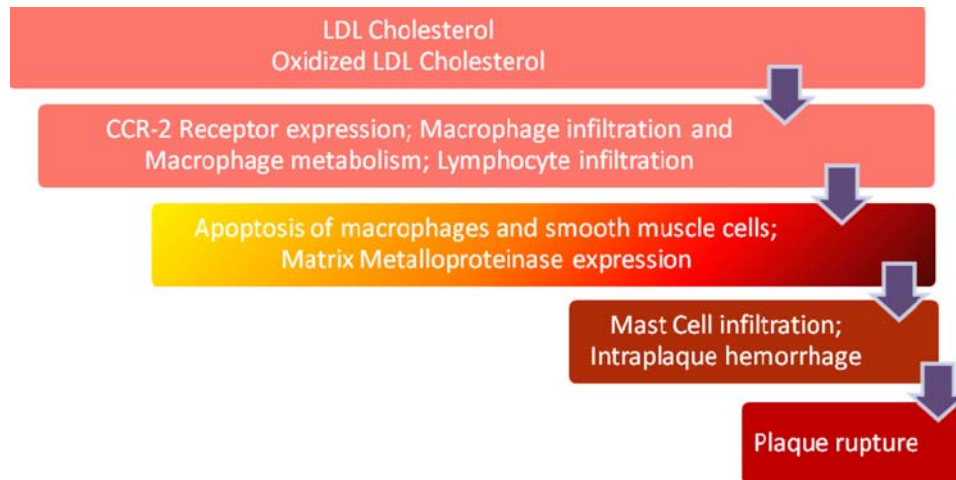 LDL Cholesterol
Oxidized LDL Cholesterol
CCR-2 Receptor expression; Macrophage infiltration and
Macrophage metabolism; Lymphocyte infiltration
Apoptosis of macrophages and smooth muscle cells;
Matrix Metalloproteinase expression
Mast Cell infiltration;
Intraplaque hemorrhage
Plaque rupture